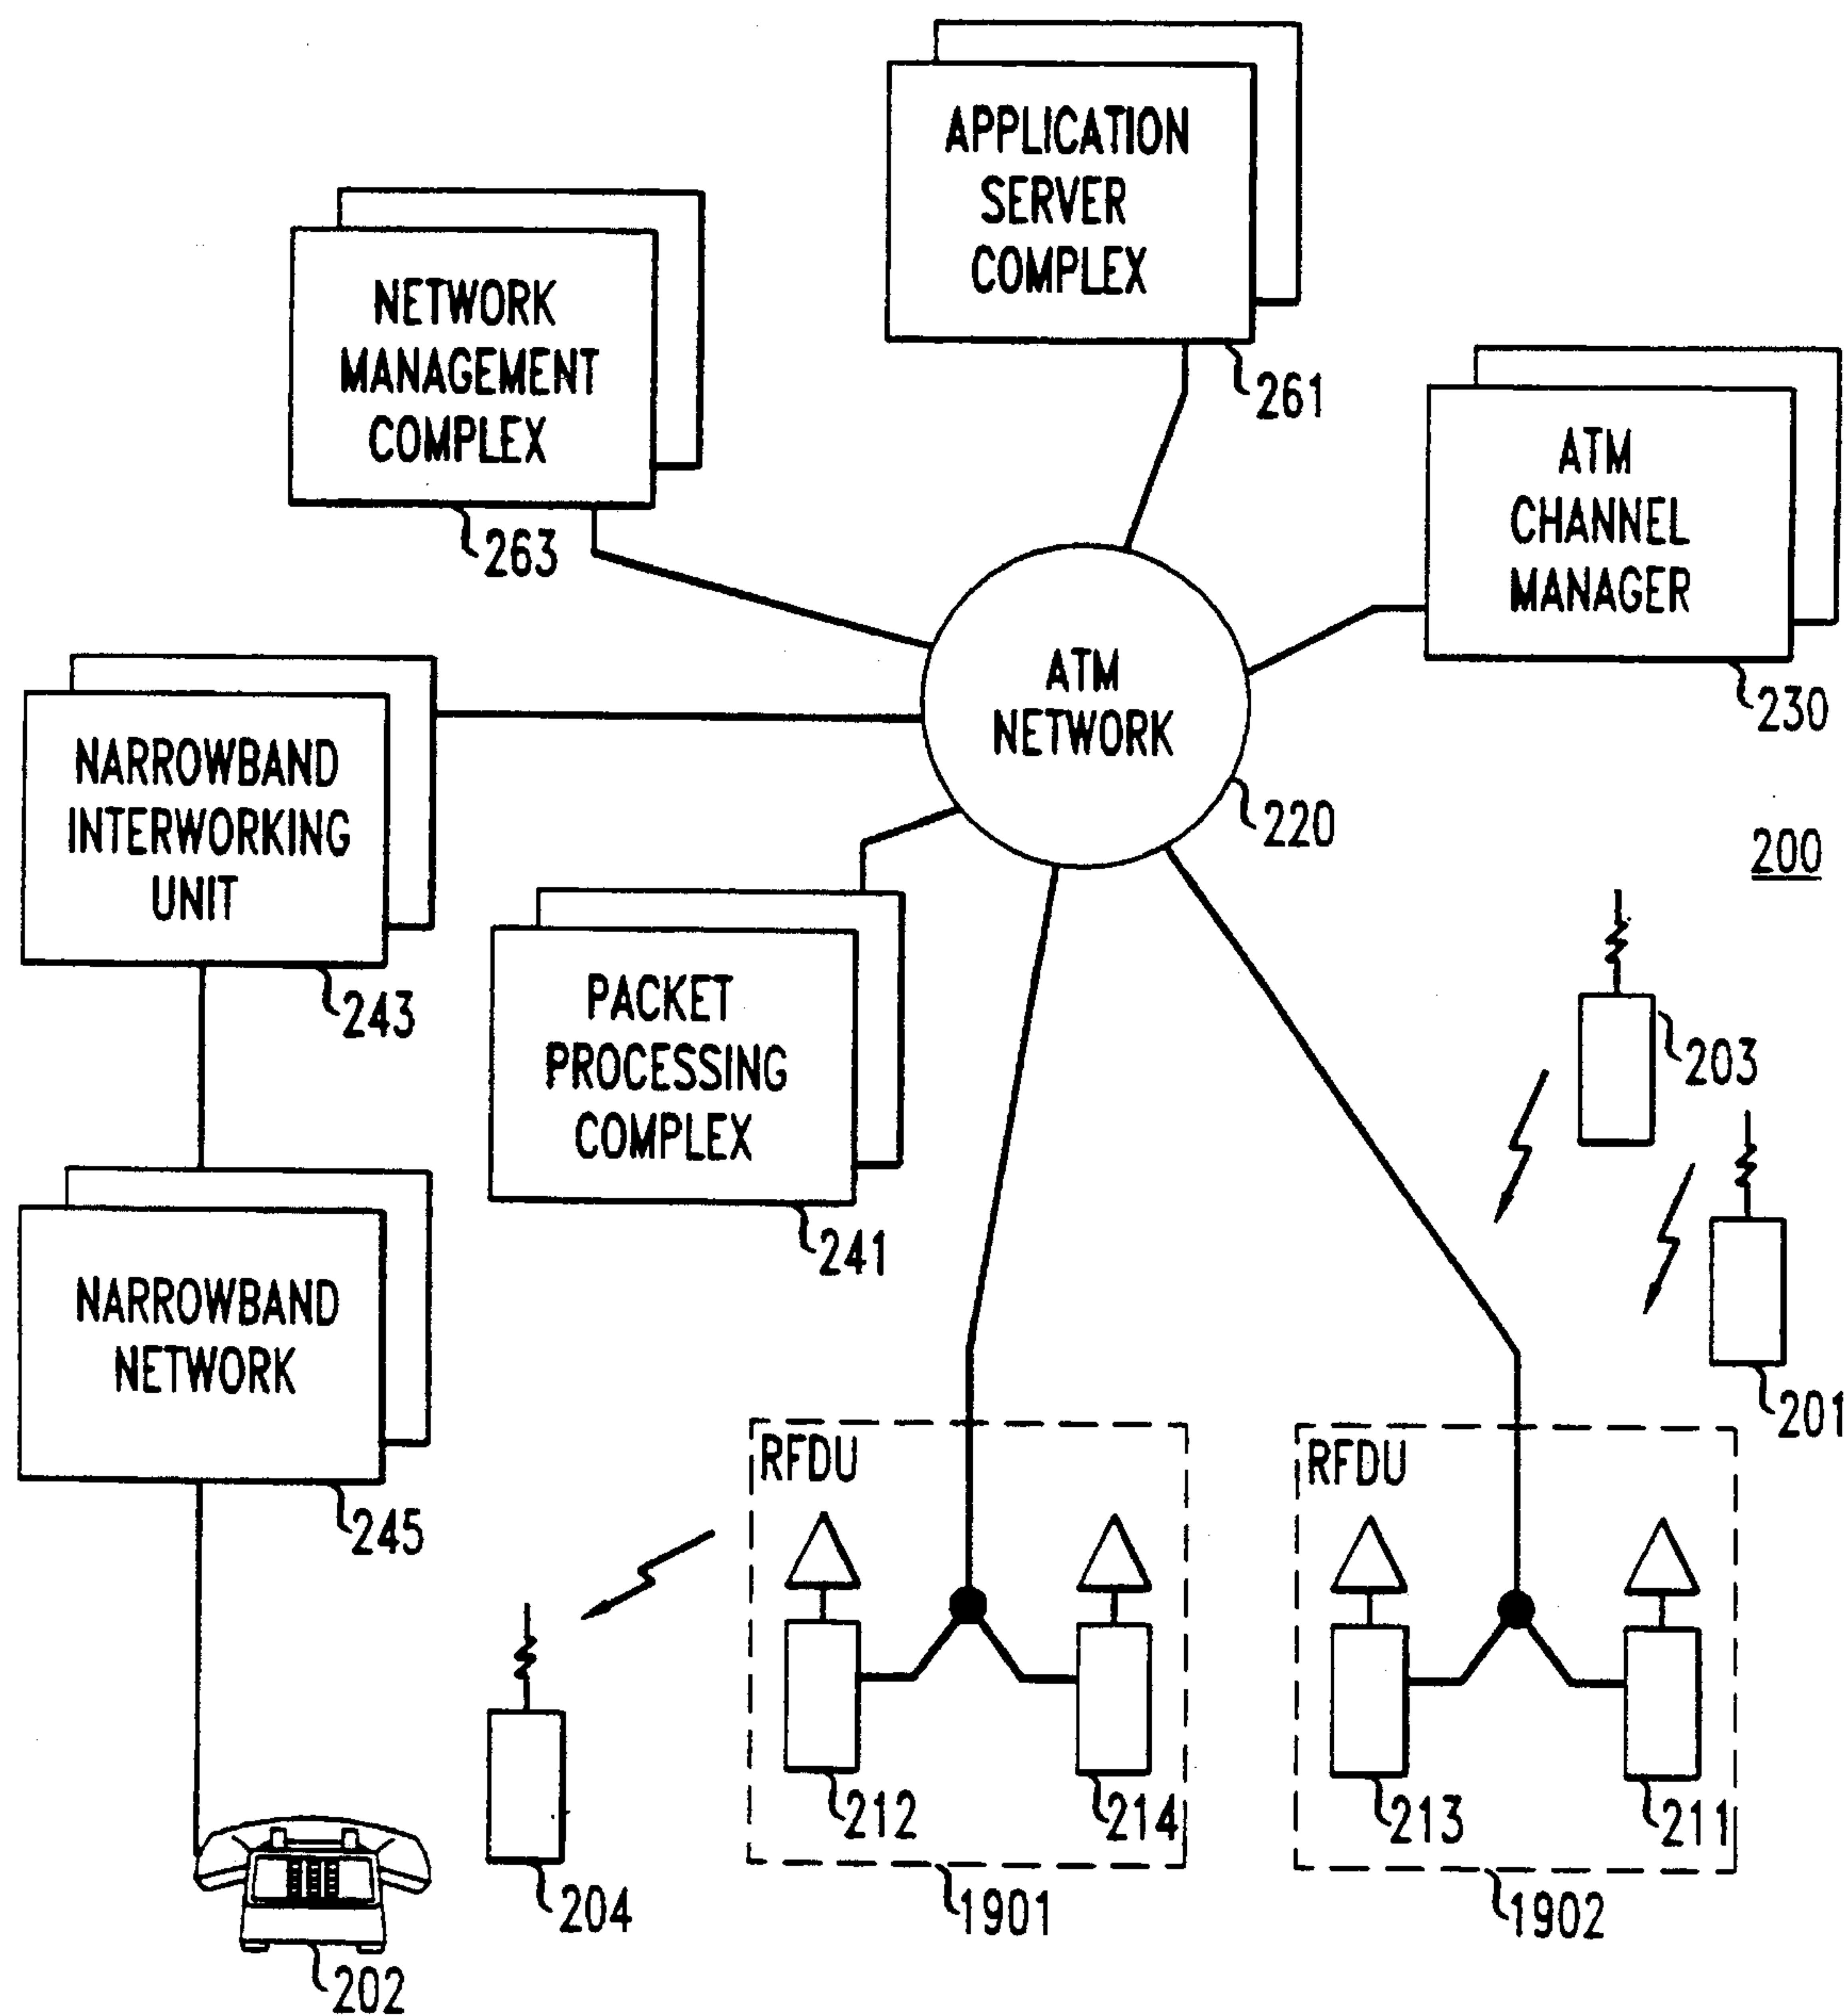 APPLICATION
SERVER
COMPLEX
261
NETWORK
MANAGEMENT
COMPLEX
263
ATM
CHANNEL
MANAGER
230
ATM
NETWORK
220
200
NARROWBAND
INTERWORKING
UNIT
243
PACKET
PROCESSING
COMPLEX
241
203
201
NARROWBAND
NETWORK
245
RFDU
212
214
1901
RFDU
213
211
1902
204
202